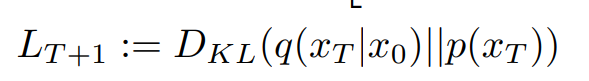 L_{T+1} := D_{KL}(q(x_T|x_0)||p(x_T))